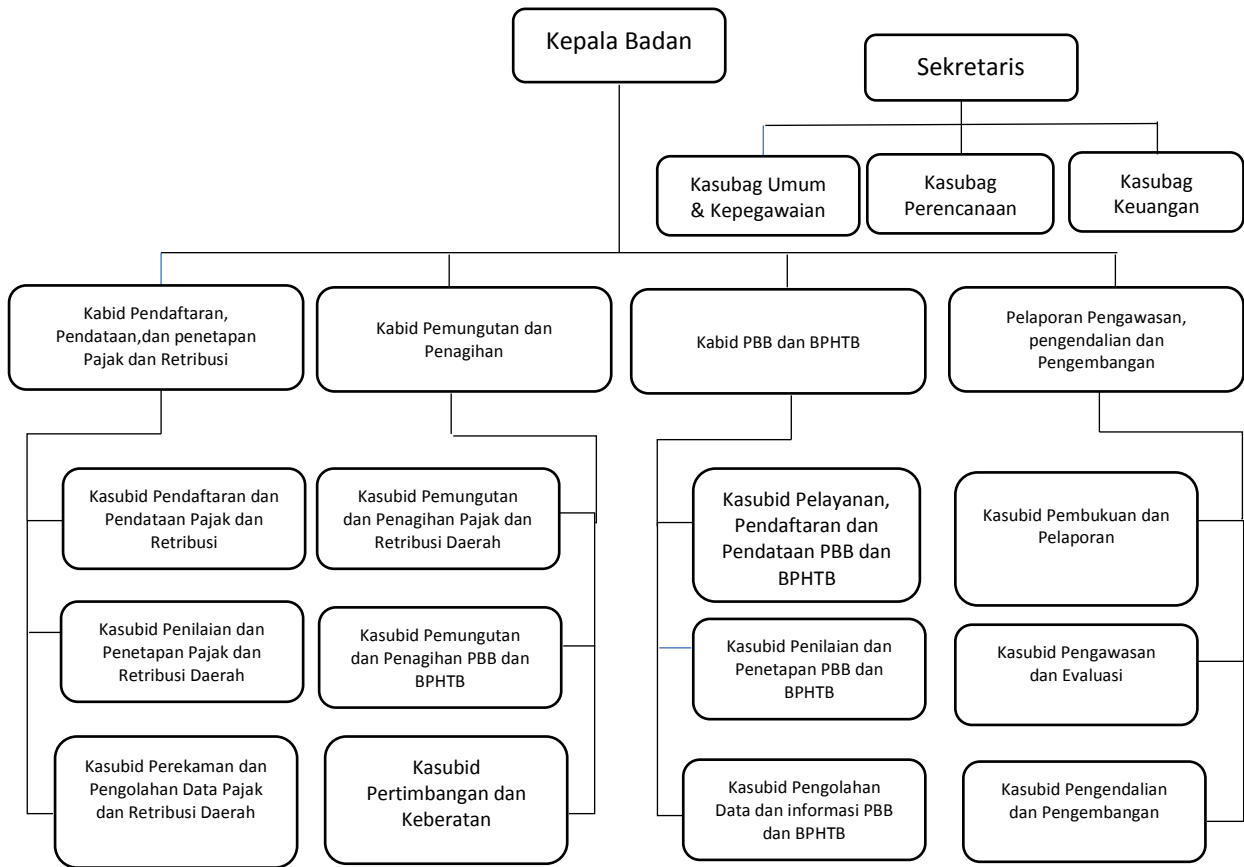 Kepala Badan
Sekretaris
Kasubag Umum
& Kepegawaian
Kasubag
Perencanaan
Kasubag
Keuangan
Kabid Pendaftaran,
Pendataan,dan penetapan
Pajak dan Retribusi
Kabid Pemungutan dan
Penagihan
Kabid PBB dan BPHTB
Pelaporan Pengawasan,
pengendalian dan
Pengembangan
Kasubid Pendaftaran dan
Pendataan Pajak dan
Retribusi
Kasubid Pemungutan
dan Penagihan Pajak dan
Retribusi Daerah
Kasubid Pelayanan,
Pendaftaran dan
Pendataan PBB dan
BPHTB
Kasubid Pembukuan dan
Pelaporan
Kasubid Penilaian dan
Penetapan Pajak dan
Retribusi Daerah
Kasubid Pemungutan
dan Penagihan PBB dan
BPHTB
Kasubid Penilaian dan
Penetapan PBB dan
BPHTB
Kasubid Pengawasan
dan Evaluasi
Kasubid Perekaman dan
Pengolahan Data Pajak
dan Retribusi Daerah
Kasubid
Pertimbangan dan
Keberatan
Kasubid Pengolahan
Data dan informasi PBB
dan BPHTB
Kasubid Pengendalian
dan Pengembangan